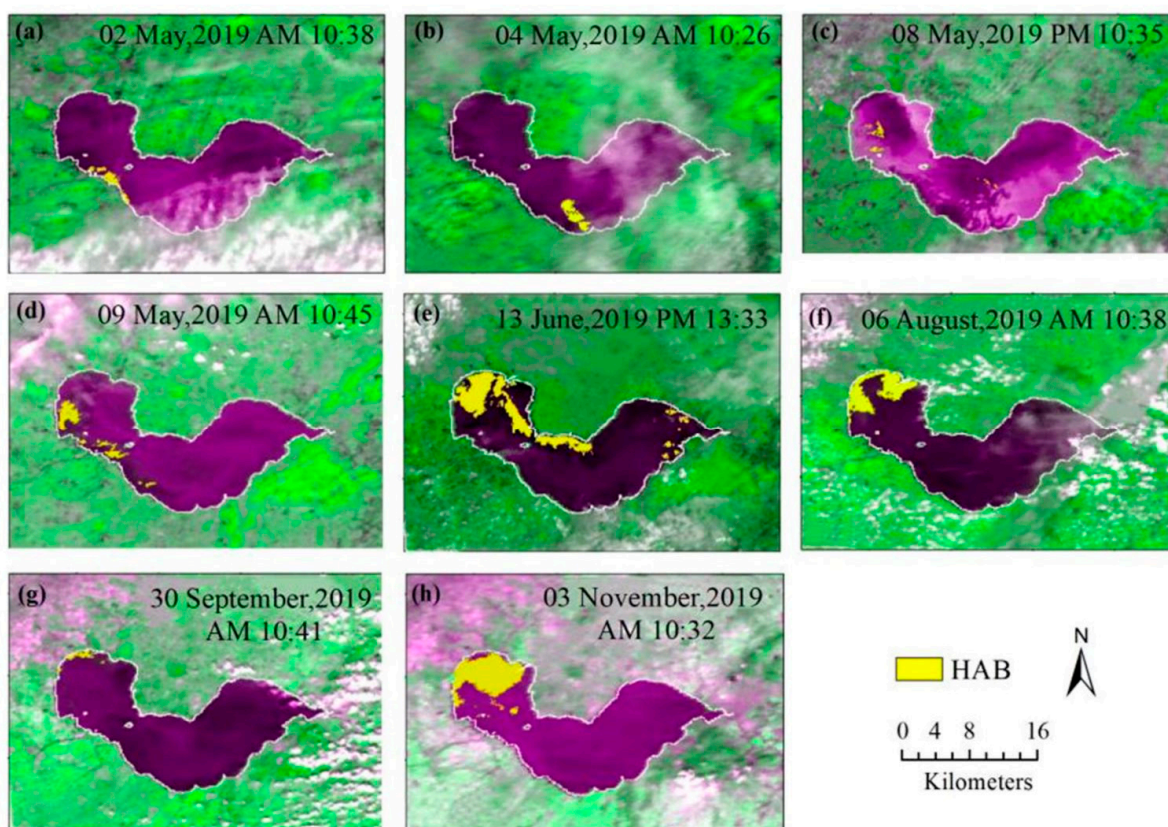 (a) 02 May,2019 AM 10:38
(b) 04 May,2019 AM 10:26
(c) 08 May,2019 PM 10:35
(d) 09 May,2019 AM 10:45
(e) 13 June,2019 PM 13:33
(f) 06 August,2019 AM 10:38
(g) 30 September,2019
AM 10:41
(h) 03 November,2019
AM 10:32
N
HAB
0 4 8 16
Kilometers